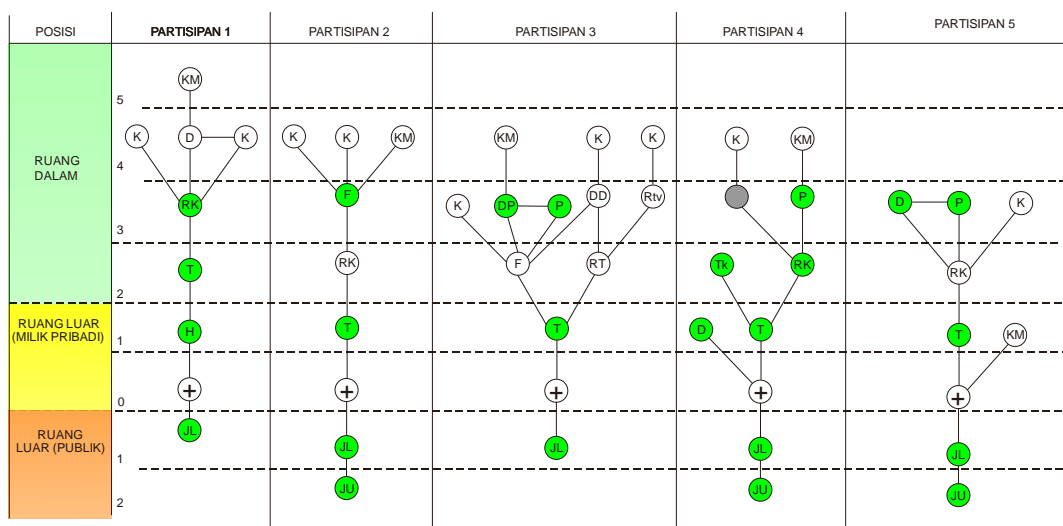 POSISI
PARTISIPAN 1
PARTISIPAN 2
PARTISIPAN 3
PARTISIPAN 4
PARTISIPAN 5
RUANG
DALAM
RUANG LUAR
(MILIK PRIBADI)
RUANG
LUAR (PUBLIK)
5
4
3
2
1
0
1
2
KM
K
D
K
RK
T
H
+
JL
K
K
KM
F
RK
T
+
JL
JU
KM
K
K
K
DP
P
DD
Rtv
F
RT
T
+
JL
K
KM
P
Tk
RK
D
T
+
JL
JU
D
P
K
RK
T
KM
+
JL
JU